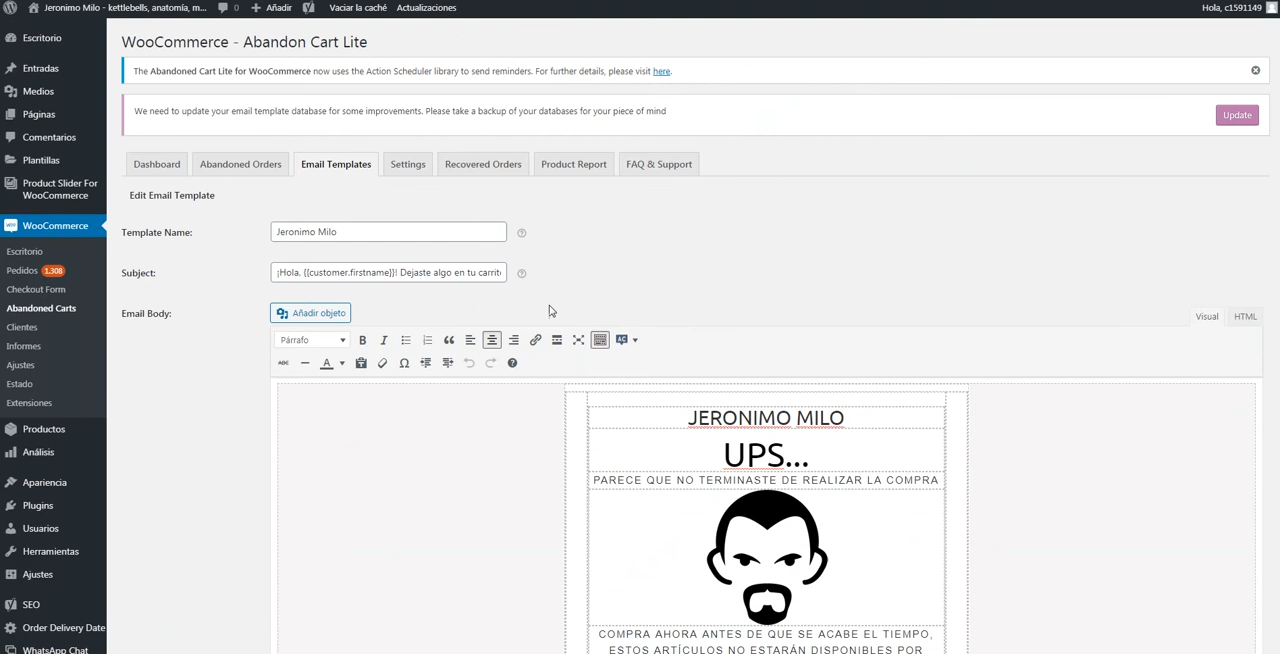 Jeronimo Milo - kettlebells, anatomía, m...
0
Añadir
Vaciar la caché
Actualizaciones
Hola, c1591149
Escritorio
Entradas
Medios
Páginas
Comentarios
Plantillas
Product Slider For
WooCommerce
WooCommerce
Escritorio
Pedidos 1.308
Checkout Form
Abandoned Carts
Clientes
Informes
Ajustes
Estado
Extensiones
Productos
Análisis
Apariencia
Plugins
Usuarios
Herramientas
Ajustes
SEO
Order Delivery Date
WhatsApp Chat
WooCommerce - Abandon Cart Lite
The Abandoned Cart Lite for WooCommerce now uses the Action Scheduler library to send reminders. For further details, please visit here.
We need to update your email template database for some improvements. Please take a backup of your databases for your piece of mind
Update
Dashboard
Abandoned Orders
Email Templates
Settings
Recovered Orders
Product Report
FAQ & Support
Edit Email Template
Template Name:
Jeronimo Milo
Subject:
¡Hola, {{customer.firstname}}! Dejaste algo en tu carrit
Email Body:
Añadir objeto
Visual
HTML
Párrafo
B
I
AC
ABC
A
Ω
JERONIMO MILO
UPS...
PARECE QUE NO TERMINASTE DE REALIZAR LA COMPRA
COMPRA AHORA ANTES DE QUE SE ACABE EL TIEMPO,
ESTOS ARTÍCULOS NO ESTARÁN DISPONIBLES POR